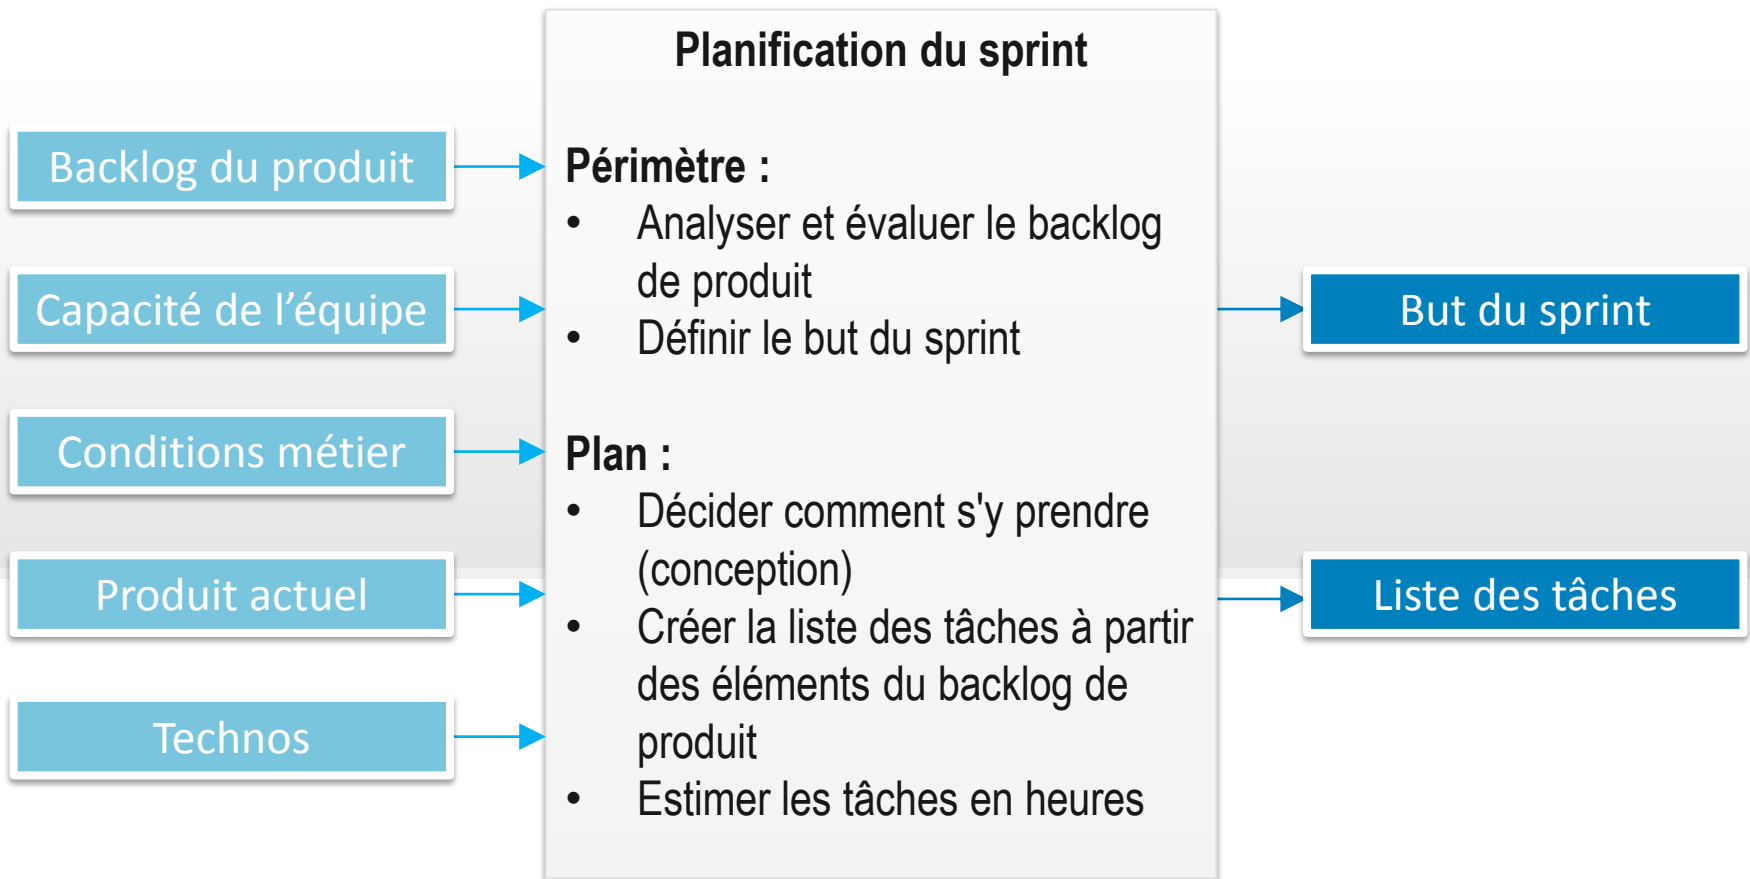 Planification du sprint
Backlog du produit
Capacité de l’équipe
Conditions métier
Produit actuel
Technos
Périmètre :
• Analyser et évaluer le backlog
de produit
• Définir le but du sprint
Plan :
• Décider comment s'y prendre
(conception)
• Créer la liste des tâches à partir
des éléments du backlog de
produit
• Estimer les tâches en heures
But du sprint
Liste des tâches